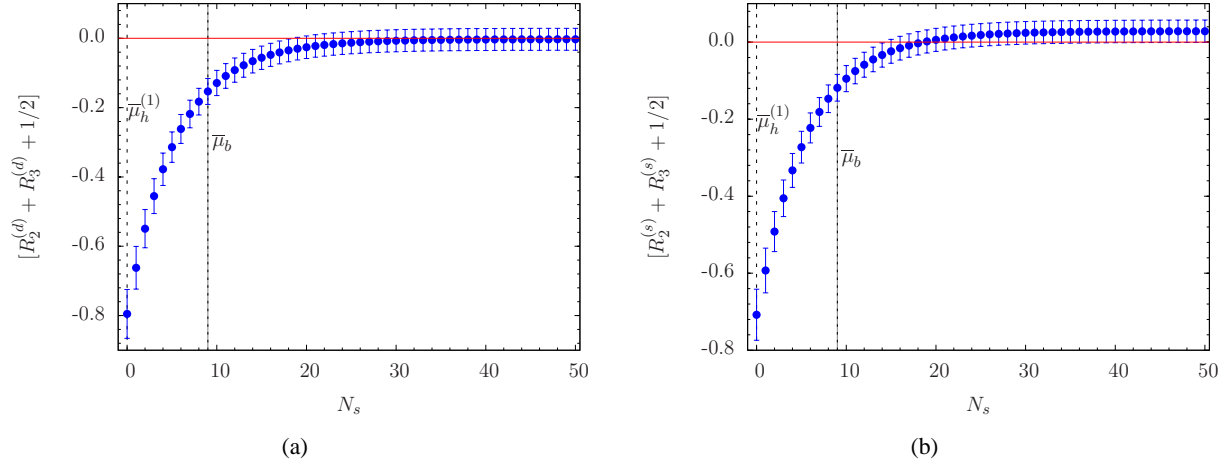 0.0
-0.2
-0.4
-0.6
-0.8
0 10 20 30 40 50
[R_2^{(d)} + R_3^{(d)} + 1/2]
N_s
\overline{\mu}_h^{(1)}
\overline{\mu}_b
(a)
0.0
-0.2
-0.4
-0.6
-0.8
0 10 20 30 40 50
[R_2^{(s)} + R_3^{(s)} + 1/2]
N_s
\overline{\mu}_h^{(1)}
\overline{\mu}_b
(b)